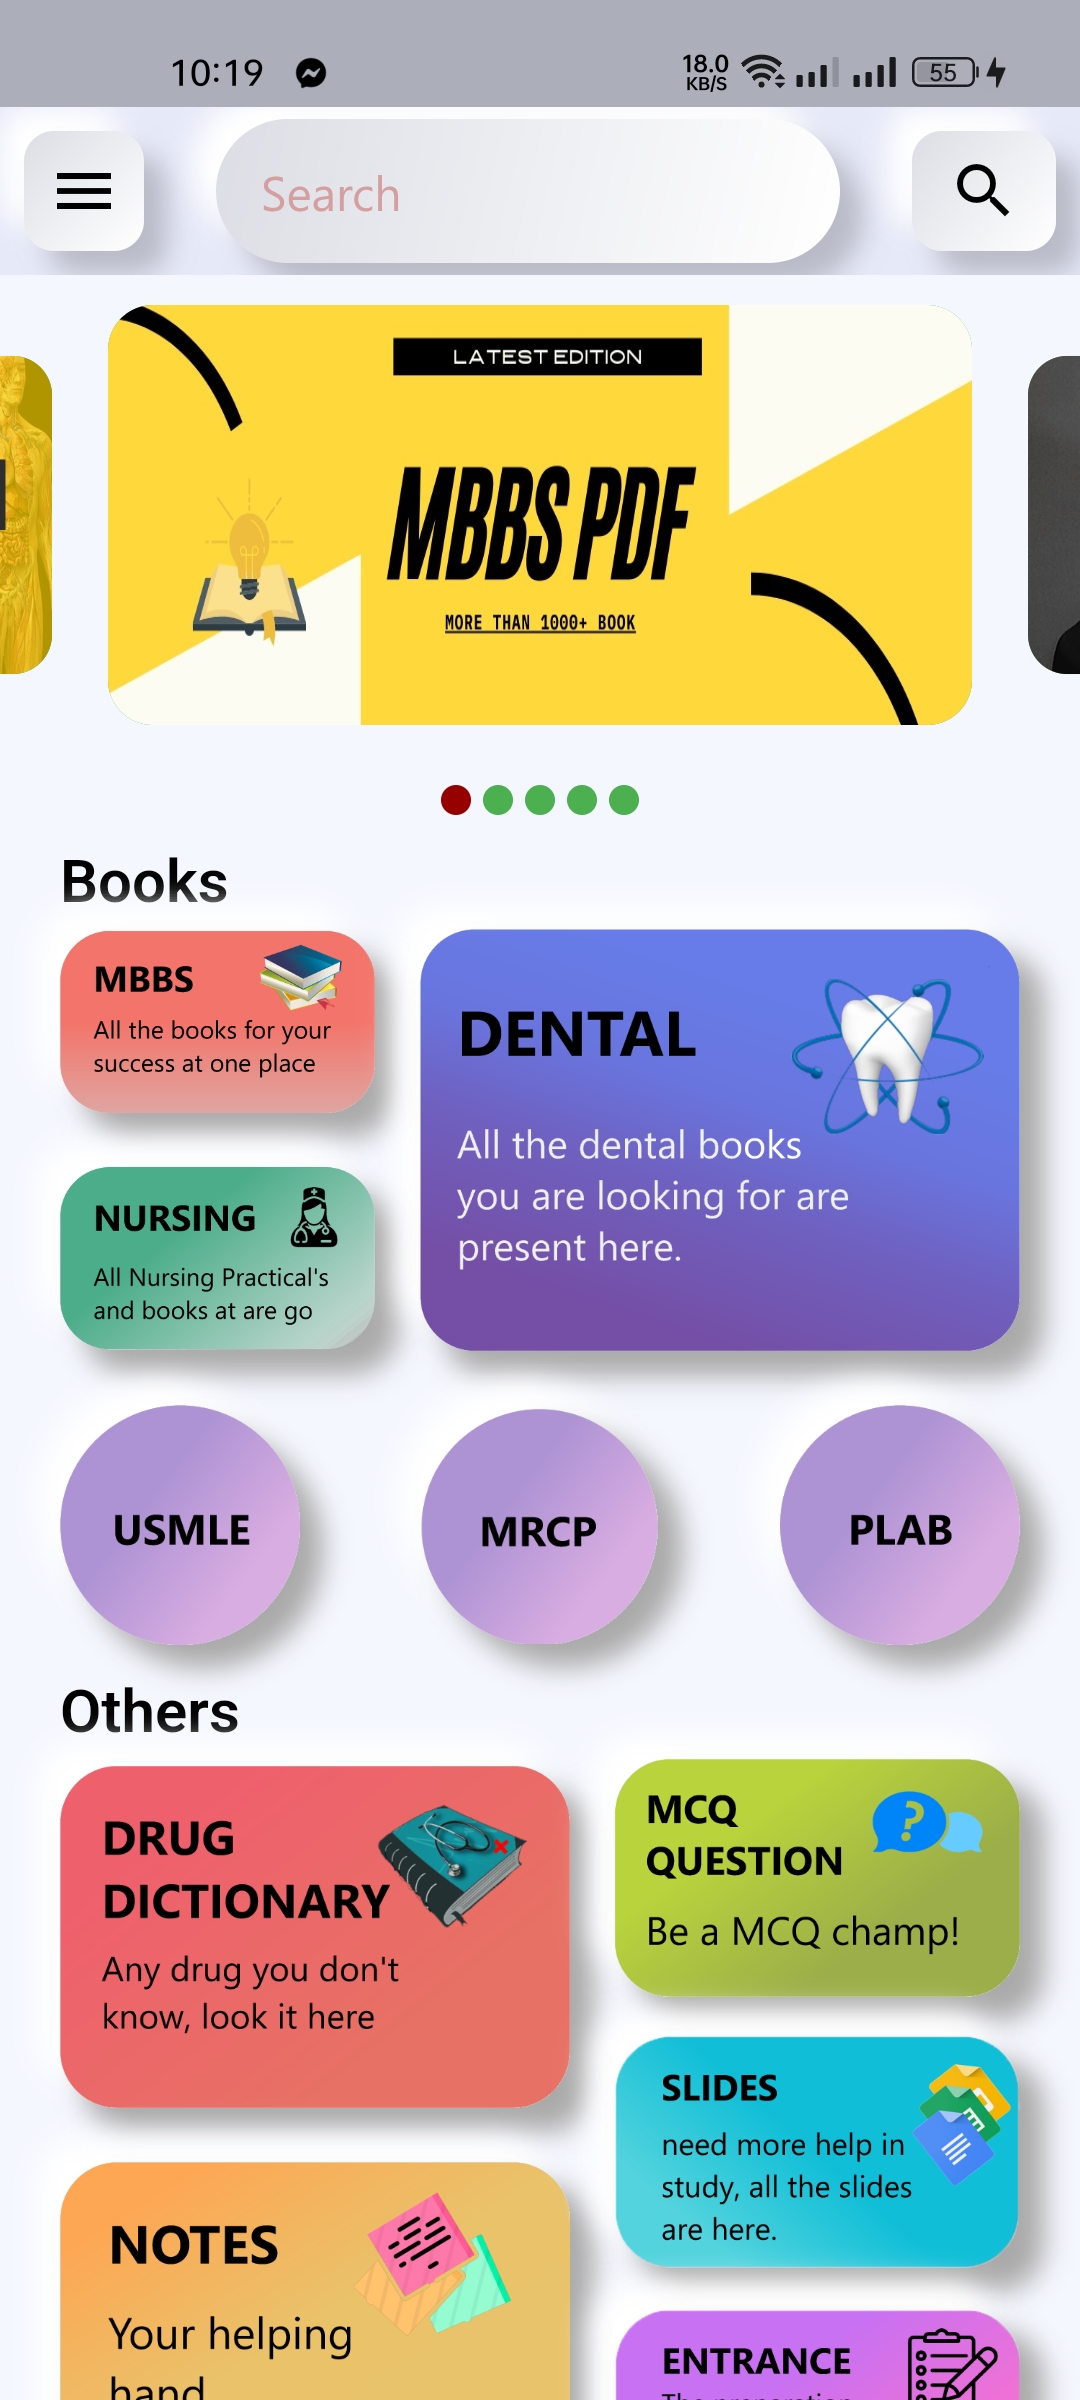 10:19
18.0
KB/S
55
Search
LATEST EDITION
MBBS PDF
MORE THAN 1000+ BOOK
Books
MBBS
All the books for your
success at one place
DENTAL
All the dental books
you are looking for are
present here.
NURSING
All Nursing Practical's
and books at are go
USMLE
MRCP
PLAB
Others
DRUG
DICTIONARY
Any drug you don't
know, look it here
MCQ
QUESTION
Be a MCQ champ!
SLIDES
need more help in
study, all the slides
are here.
NOTES
Your helping
hand
ENTRANCE
The preparation